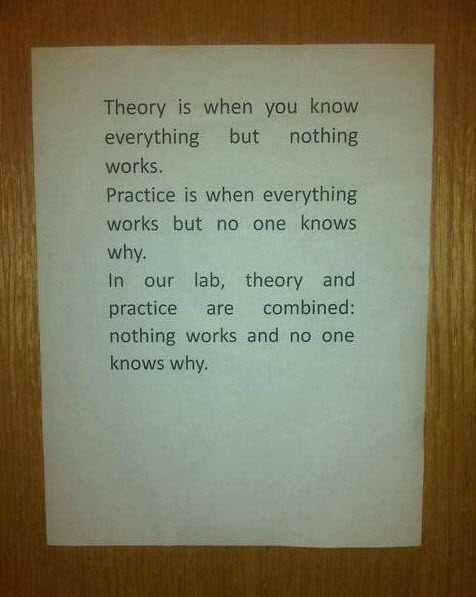 Theory is when you know
everything but nothing
works.
Practice is when everything
works but no one knows
why.
In our lab, theory and
practice are combined:
nothing works and no one
knows why.